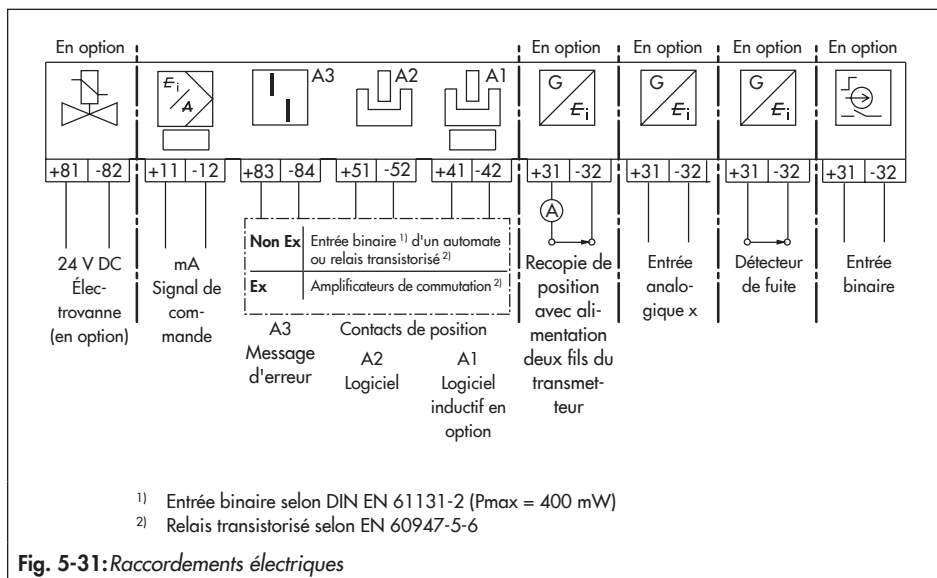 En option
En option
En option
En option
En option
E i / A
A3
A2
A1
G / E i
G / E i
G / E i
+81 -82
+11 -12
+83 -84
+51 -52
+41 -42
+31 -32
+31 -32
+31 -32
+31 -32
A
Non Ex Entrée binaire 1) d'un automate
ou relais transistorisé 2)
Ex Amplificateurs de commutation 2)
24 V DC
Élec-
trovanne
(en option)
mA
Signal de
com-
mande
A3
Message
d'erreur
Contacts de position
A2
Logiciel
A1
Logiciel
inductif en
option
Recopie de
position
avec ali-
mentation
deux fils du
transmet-
teur
Entrée
analo-
gique x
Détecteur
de fuite
Entrée
binaire
1) Entrée binaire selon DIN EN 61131-2 (Pmax = 400 mW)
2) Relais transistorisé selon EN 60947-5-6
Fig. 5-31: Raccordements électriques